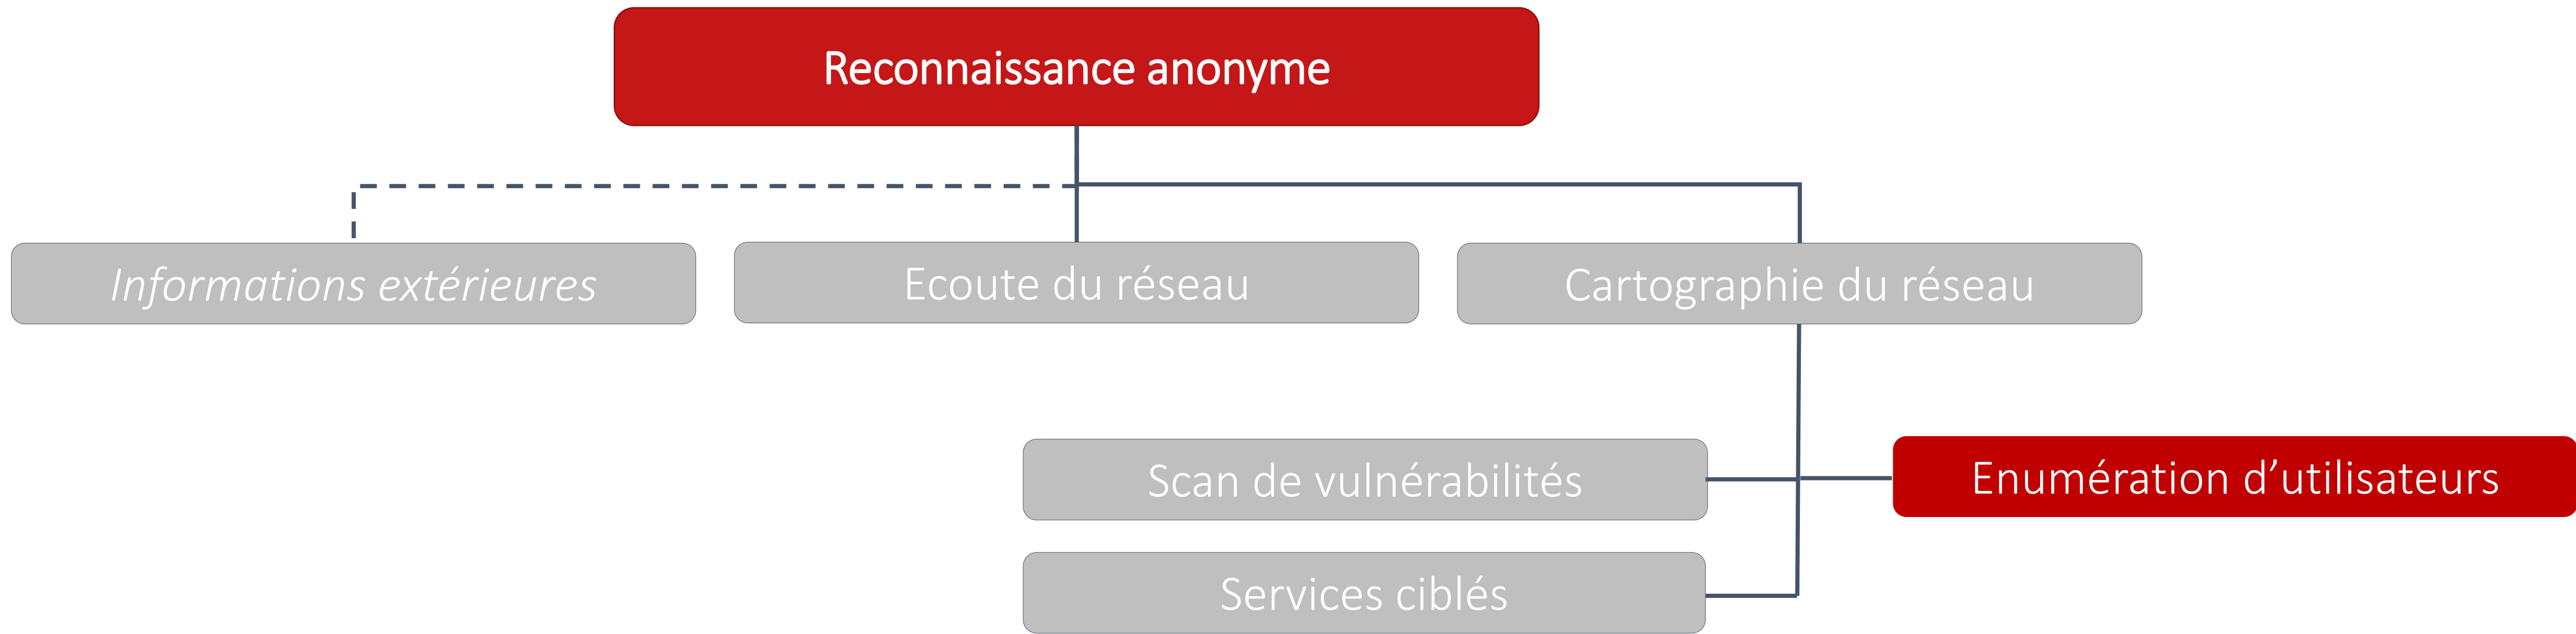 Reconnaissance anonyme
Informations extérieures
Ecoute du réseau
Cartographie du réseau
Scan de vulnérabilités
Enumération d’utilisateurs
Services ciblés